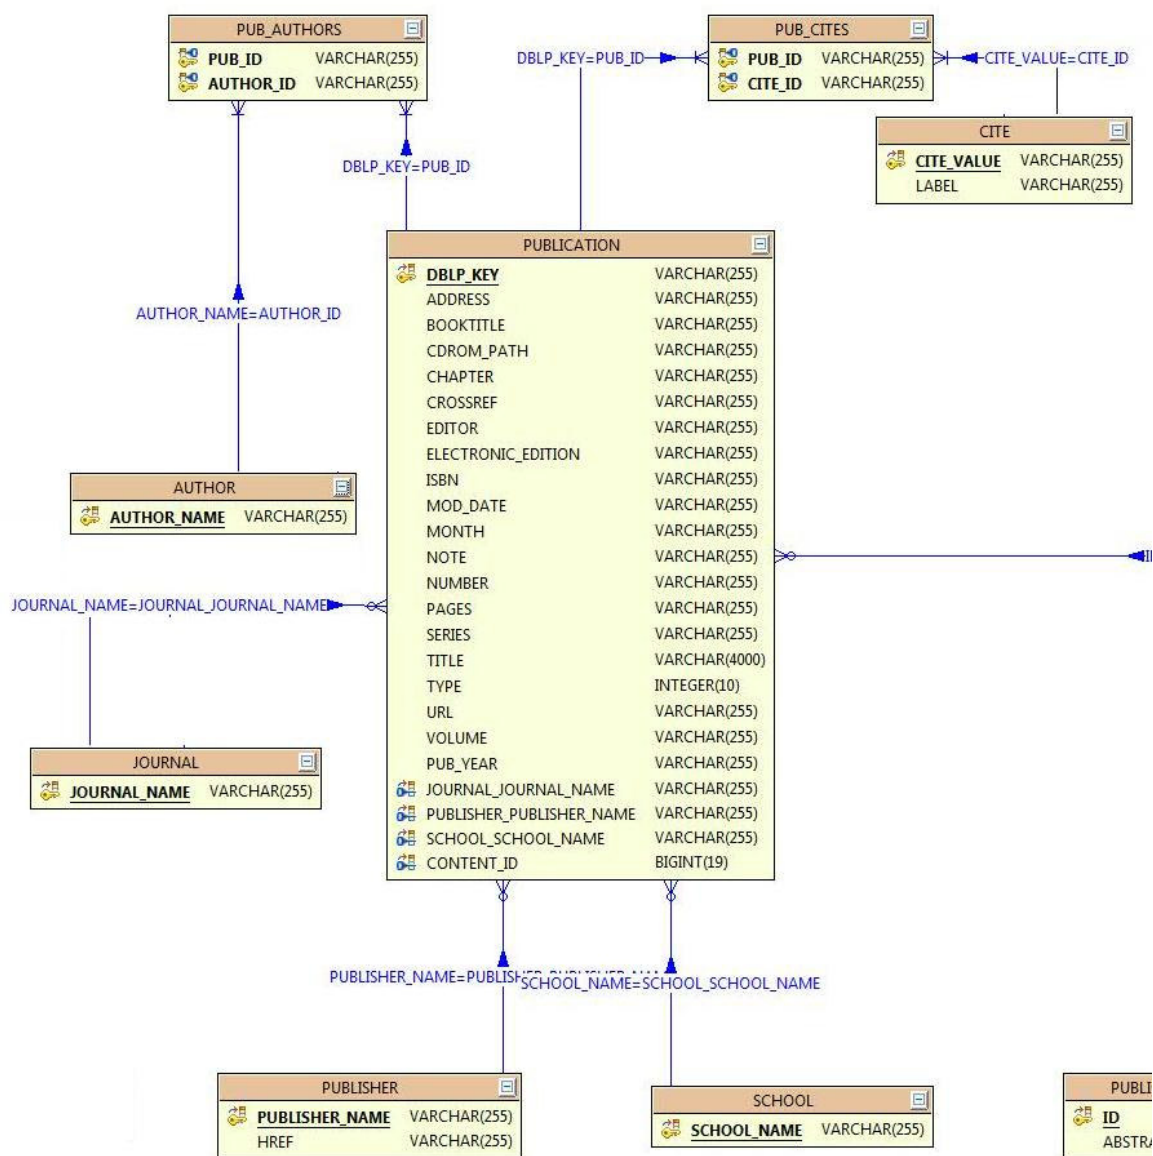 PUB_AUTHORS
PUB_ID VARCHAR(255)
AUTHOR_ID VARCHAR(255)
PUB_CITES
PUB_ID VARCHAR(255)
CITE_ID VARCHAR(255)
DBLP_KEY=PUB_ID
CITE_VALUE=CITE_ID
CITE
CITE_VALUE VARCHAR(255)
LABEL VARCHAR(255)
DBLP_KEY=PUB_ID
AUTHOR_NAME=AUTHOR_ID
PUBLICATION
DBLP_KEY VARCHAR(255)
ADDRESS VARCHAR(255)
BOOKTITLE VARCHAR(255)
CDROM_PATH VARCHAR(255)
CHAPTER VARCHAR(255)
CROSSREF VARCHAR(255)
EDITOR VARCHAR(255)
ELECTRONIC_EDITION VARCHAR(255)
ISBN VARCHAR(255)
MOD_DATE VARCHAR(255)
MONTH VARCHAR(255)
NOTE VARCHAR(255)
NUMBER VARCHAR(255)
PAGES VARCHAR(255)
SERIES VARCHAR(255)
TITLE VARCHAR(4000)
TYPE INTEGER(10)
URL VARCHAR(255)
VOLUME VARCHAR(255)
PUB_YEAR VARCHAR(255)
JOURNAL_JOURNAL_NAME VARCHAR(255)
PUBLISHER_PUBLISHER_NAME VARCHAR(255)
SCHOOL_SCHOOL_NAME VARCHAR(255)
CONTENT_ID BIGINT(19)
AUTHOR
AUTHOR_NAME VARCHAR(255)
JOURNAL_NAME=JOURNAL_JOURNAL_NAME
JOURNAL
JOURNAL_NAME VARCHAR(255)
PUBLISHER_NAME=
SCHOOL_NAME=SCHOOL_SCHOOL_NAME
PUBLISHER
PUBLISHER_NAME VARCHAR(255)
HREF VARCHAR(255)
SCHOOL
SCHOOL_NAME VARCHAR(255)
PUBLI
ID
ABSTRA